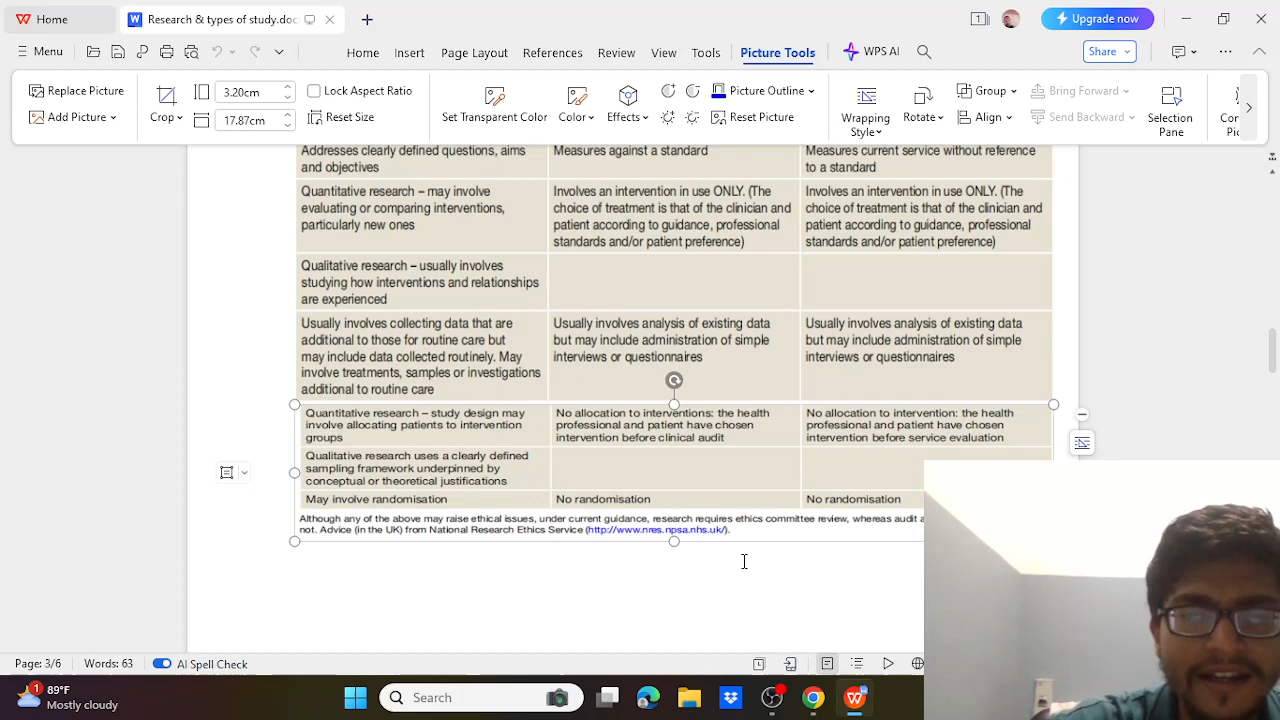 Home
Research & types of study.doc
1
Upgrade now
Menu
Home Insert Page Layout References Review View Tools Picture Tools WPS AI
Share
Replace Picture
Add Picture
Crop
3.20cm
17.87cm
Lock Aspect Ratio
Reset Size
Set Transparent Color
Color
Effects
Picture Outline
Reset Picture
Wrapping
Style
Rotate
Group
Align
Bring Forward
Send Backward
Selection
Pane
Addresses clearly defined questions, aims
and objectives
Measures against a standard
Measures current service without reference
to a standard
Quantitative research – may involve
evaluating or comparing interventions,
particularly new ones
Involves an intervention in use ONLY. (The
choice of treatment is that of the clinician and
patient according to guidance, professional
standards and/or patient preference)
Involves an intervention in use ONLY. (The
choice of treatment is that of the clinician and
patient according to guidance, professional
standards and/or patient preference)
Qualitative research – usually involves
studying how interventions and relationships
are experienced
Usually involves collecting data that are
additional to those for routine care but
may include data collected routinely. May
involve treatments, samples or investigations
additional to routine care
Usually involves analysis of existing data
but may include administration of simple
interviews or questionnaires
Usually involves analysis of existing data
but may include administration of simple
interviews or questionnaires
Quantitative research – study design may
involve allocating patients to intervention
groups
No allocation to interventions: the health
professional and patient have chosen
intervention before clinical audit
No allocation to intervention: the health
professional and patient have chosen
intervention before service evaluation
Qualitative research uses a clearly defined
sampling framework underpinned by
conceptual or theoretical justifications
May involve randomisation
No randomisation
No randomisation
Although any of the above may raise ethical issues, under current guidance, research requires ethics committee review, whereas audit a
not. Advice (in the UK) from National Research Ethics Service (http://www.nres.npsa.nhs.uk/).
Page: 3/6 Words: 63 AI Spell Check
1
89°F
Mostly cloudy
Search